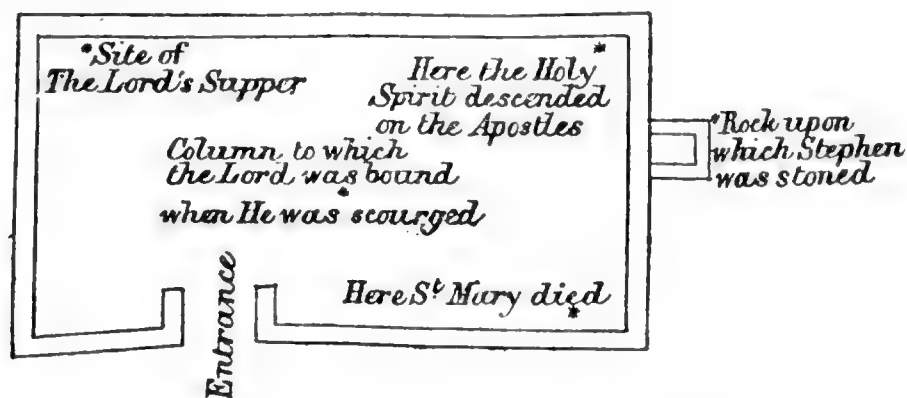 *Site of
The Lord's Supper
Here the Holy*
Spirit descended
on the Apostles
*Rock upon
which Stephen
was stoned
Column to which
the Lord was bound
*
when He was scourged
Here St Mary died
*
Entrance